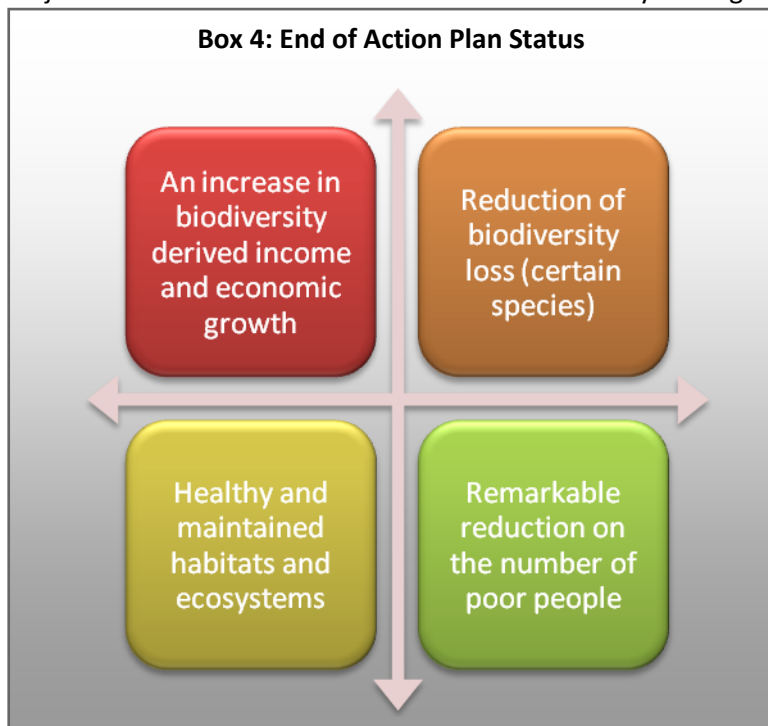 Box 4: End of Action Plan Status
An increase in
biodiversity
derived income
and economic
growth
Reduction of
biodiversity
loss (certain
species)
Healthy and
maintained
habitats and
ecosystems
Remarkable
reduction on
the number of
poor people